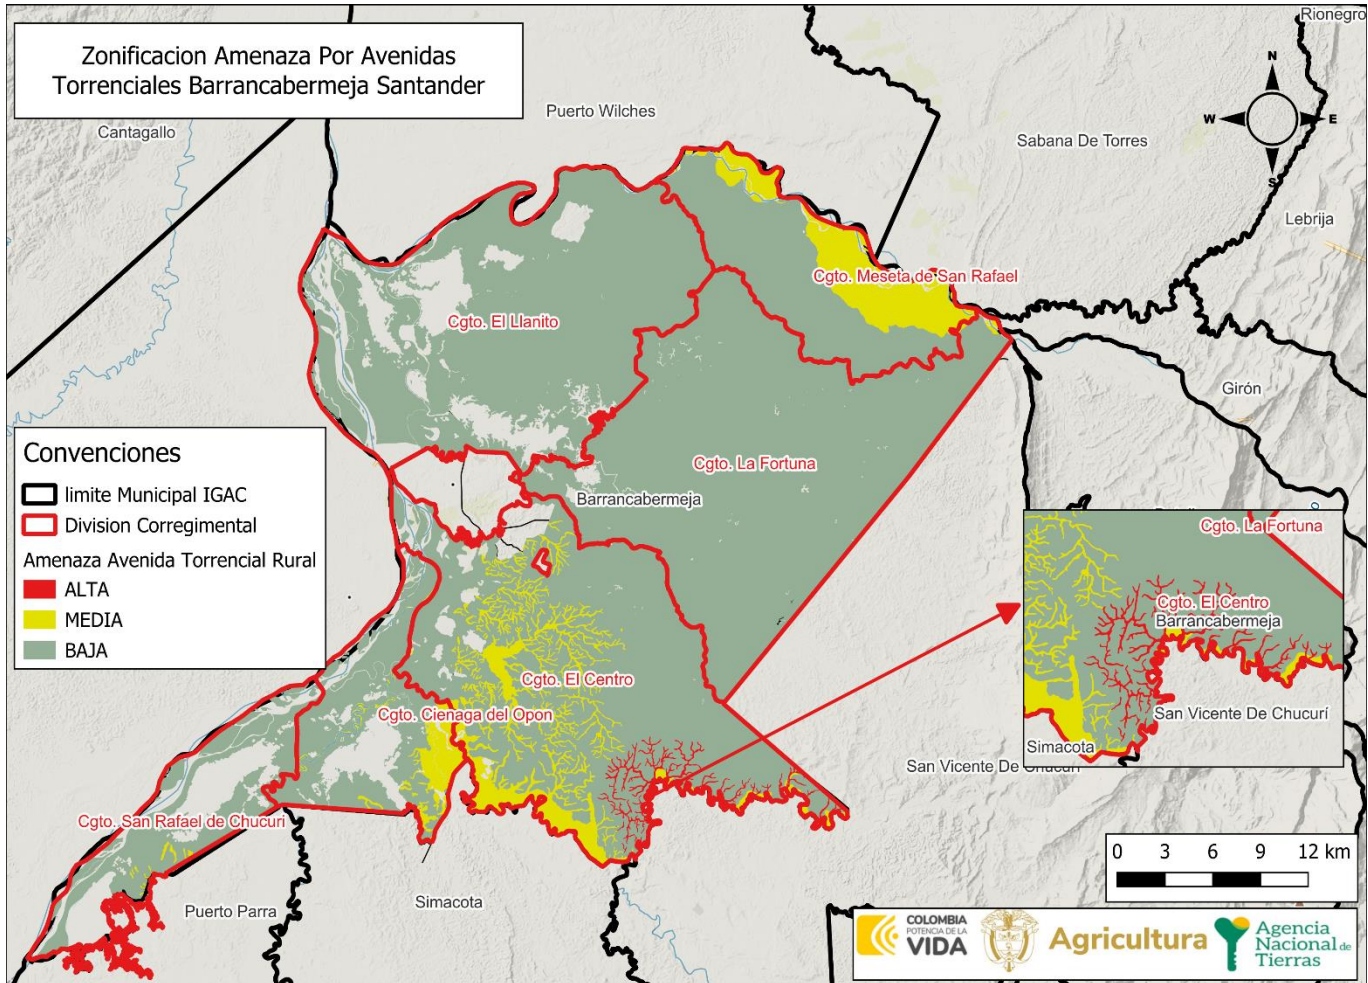 Zonificacion Amenaza Por Avenidas
Torrenciales Barrancabermeja Santander
Rionegro
Cantagallo
Puerto Wilches
Sabana De Torres
N
W
E
S
Lebrija
Cgto. Meseta de San Rafael
Cgto. El Llanito
Girón
Convenciones
limite Municipal IGAC
Division Corregimental
Amenaza Avenida Torrencial Rural
ALTA
MEDIA
BAJA
Cgto. La Fortuna
Barrancabermeja
Cgto. El Centro
Cgto. Cienaga del Opon
Cgto. San Rafael de Chucuri
San Vicente De Chucurí
Puerto Parra
Simacota
Cgto. La Fortuna
Cgto. El Centro
Barrancabermeja
San Vicente De Chucurí
Simacota
0 3 6 9 12 km
COLOMBIA
POTENCIA DE LA
VIDA
Agricultura
Agencia
Nacional de
Tierras